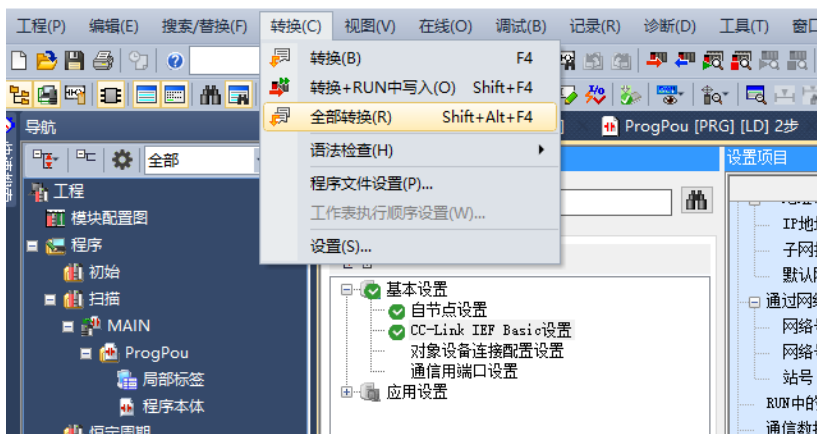 工程(P) 编辑(E) 搜索/替换(F) 转换(C) 视图(V) 在线(O) 调试(B) 记录(R) 诊断(D) 工具(T)
转换(B) F4
转换+RUN中写入(O) Shift+F4
全部转换(R) Shift+Alt+F4
语法检查(H)
程序文件设置(P)...
工作表执行顺序设置(W)...
设置(S)...
导航
ProgPou [PRG] [LD] 2步
全部
设置项目
工程
模块配置图
程序
初始
扫描
MAIN
ProgPou
局部标签
程序本体
恒定周期
基本设置
自节点设置
CC-Link IEF Basic设置
对象设备连接配置设置
通信用端口设置
应用设置
IP地
子网
默认
通过网络
网络
网络
站号
RUN中的
通信数